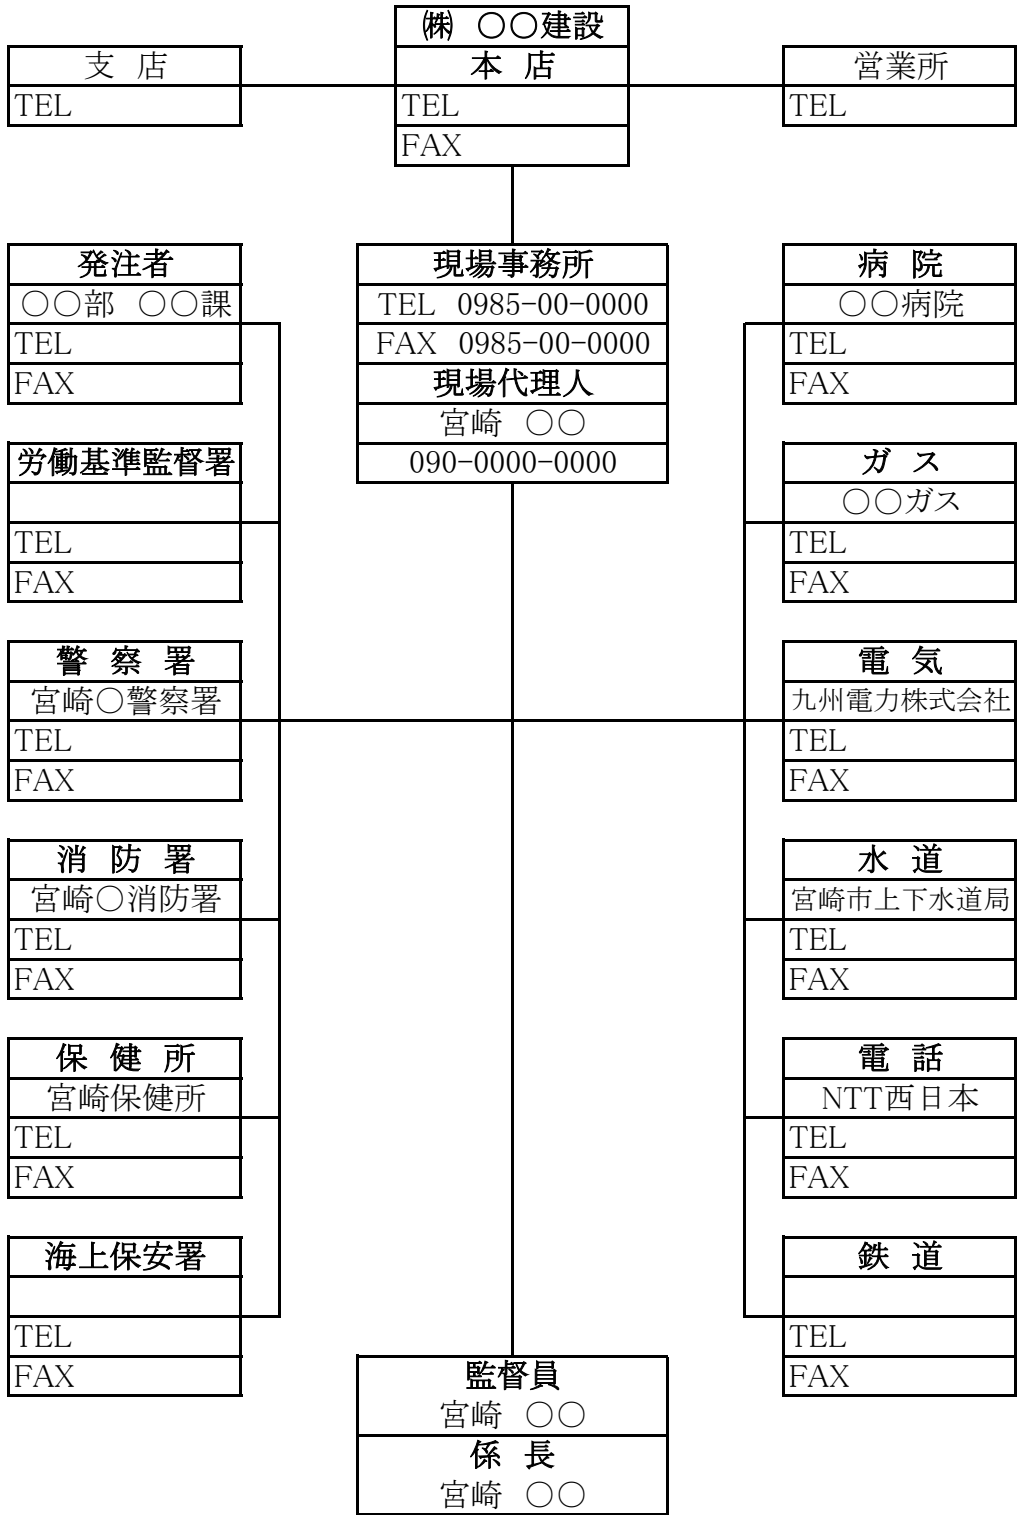 ㈱ ○○建設
支 店
本 店
営業所
TEL
TEL
TEL
FAX
発注者
○○部 ○○課
TEL
FAX
現場事務所
TEL 0985-00-0000
FAX 0985-00-0000
現場代理人
宮崎 ○○
090-0000-0000
病 院
○○病院
TEL
FAX
労働基準監督署
TEL
FAX
ガ ス
○○ガス
TEL
FAX
警 察 署
宮崎○警察署
TEL
FAX
電 気
九州電力株式会社
TEL
FAX
消 防 署
宮崎○消防署
TEL
FAX
水 道
宮崎市上下水道局
TEL
FAX
保 健 所
宮崎保健所
TEL
FAX
電 話
NTT西日本
TEL
FAX
海上保安署
TEL
FAX
鉄 道
TEL
FAX
監督員
宮崎 ○○
係 長
宮崎 ○○